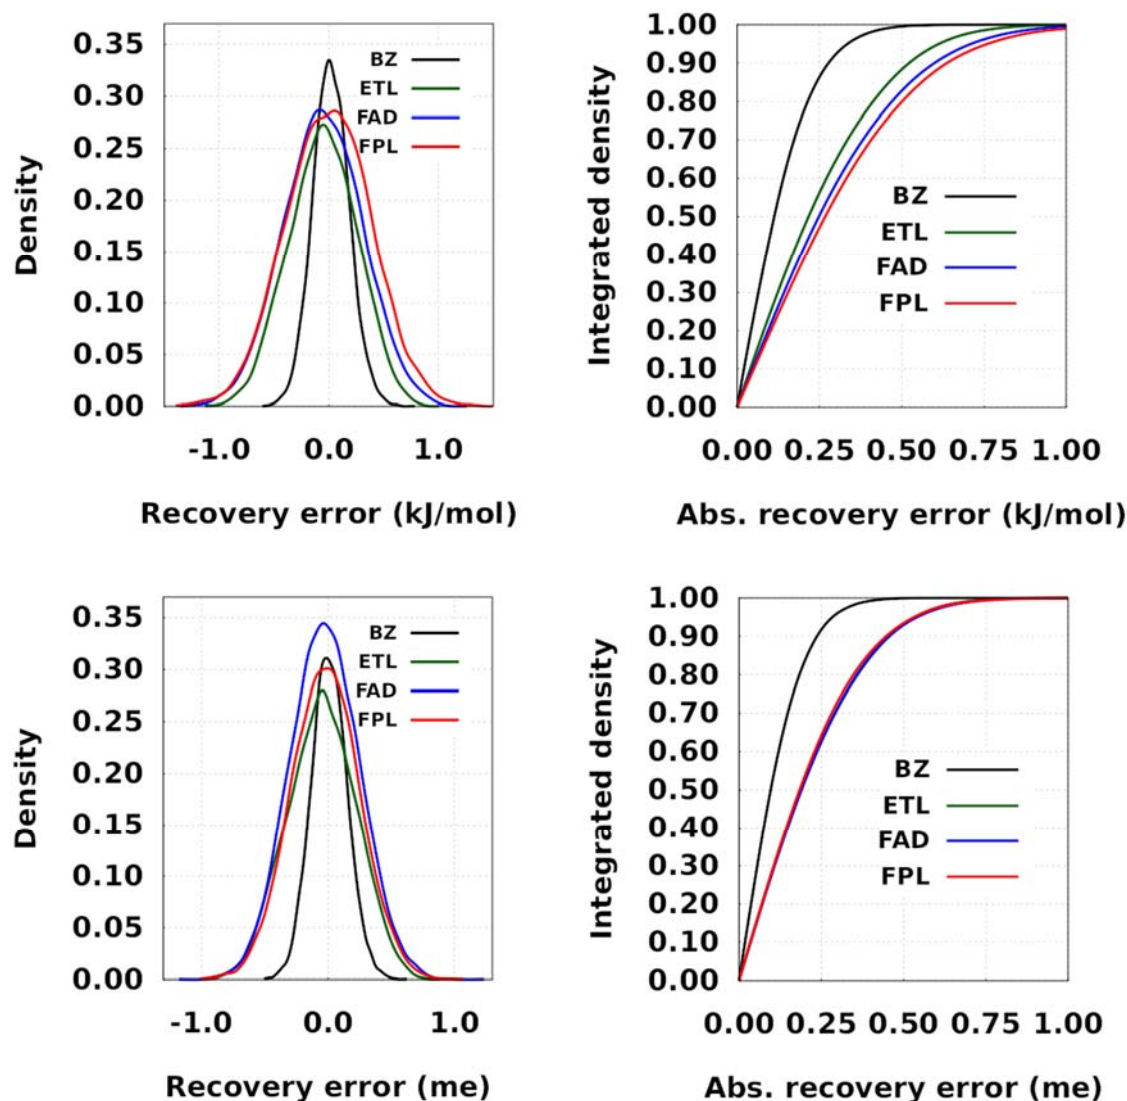 0.35
0.30
0.25
0.20
0.15
0.10
0.05
0.00
Density
BZ
ETL
FAD
FPL
-1.0 0.0 1.0
Recovery error (kJ/mol)
1.00
0.90
0.80
0.70
0.60
0.50
0.40
0.30
0.20
0.10
0.00
Integrated density
BZ
ETL
FAD
FPL
0.00 0.25 0.50 0.75 1.00
Abs. recovery error (kJ/mol)
0.35
0.30
0.25
0.20
0.15
0.10
0.05
0.00
Density
BZ
ETL
FAD
FPL
-1.0 0.0 1.0
Recovery error (me)
1.00
0.90
0.80
0.70
0.60
0.50
0.40
0.30
0.20
0.10
0.00
Integrated density
BZ
ETL
FAD
FPL
0.00 0.25 0.50 0.75 1.00
Abs. recovery error (me)